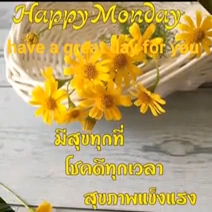 Happy Monday
have a great day for you
มีสุขทุกที่
โชคดีทุกเวลา
สุขภาพแข็งแรง